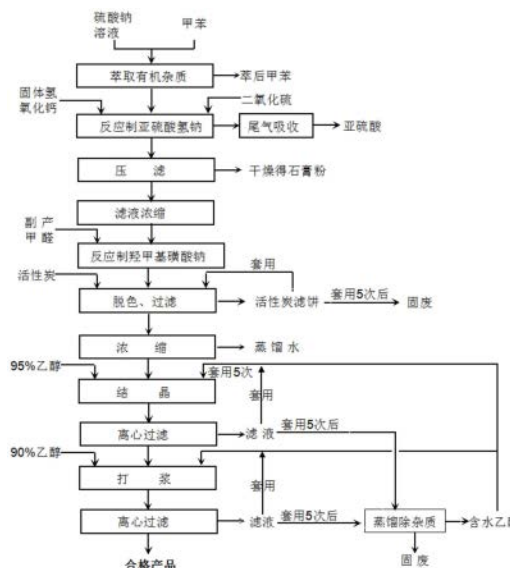 硫酸钠
溶液
甲苯
萃取有机杂质
萃后甲苯
固体氢
氧化钙
二氧化硫
反应制亚硫酸氢钠
尾气吸收
亚硫酸
压 滤
干燥得石膏粉
滤液浓缩
副 产
甲 醛
反应制羟甲基磺酸钠
活性炭
套用
脱色、过滤
活性炭滤饼
套用5次后
固废
浓 缩
蒸馏水
95%乙醇
套用5次
结 晶
套用
离心过滤
滤 液
套用5次后
90%乙醇
打 浆
套用
离心过滤
滤液
套用5次后
蒸馏除杂质
含水乙
固废
合格产品